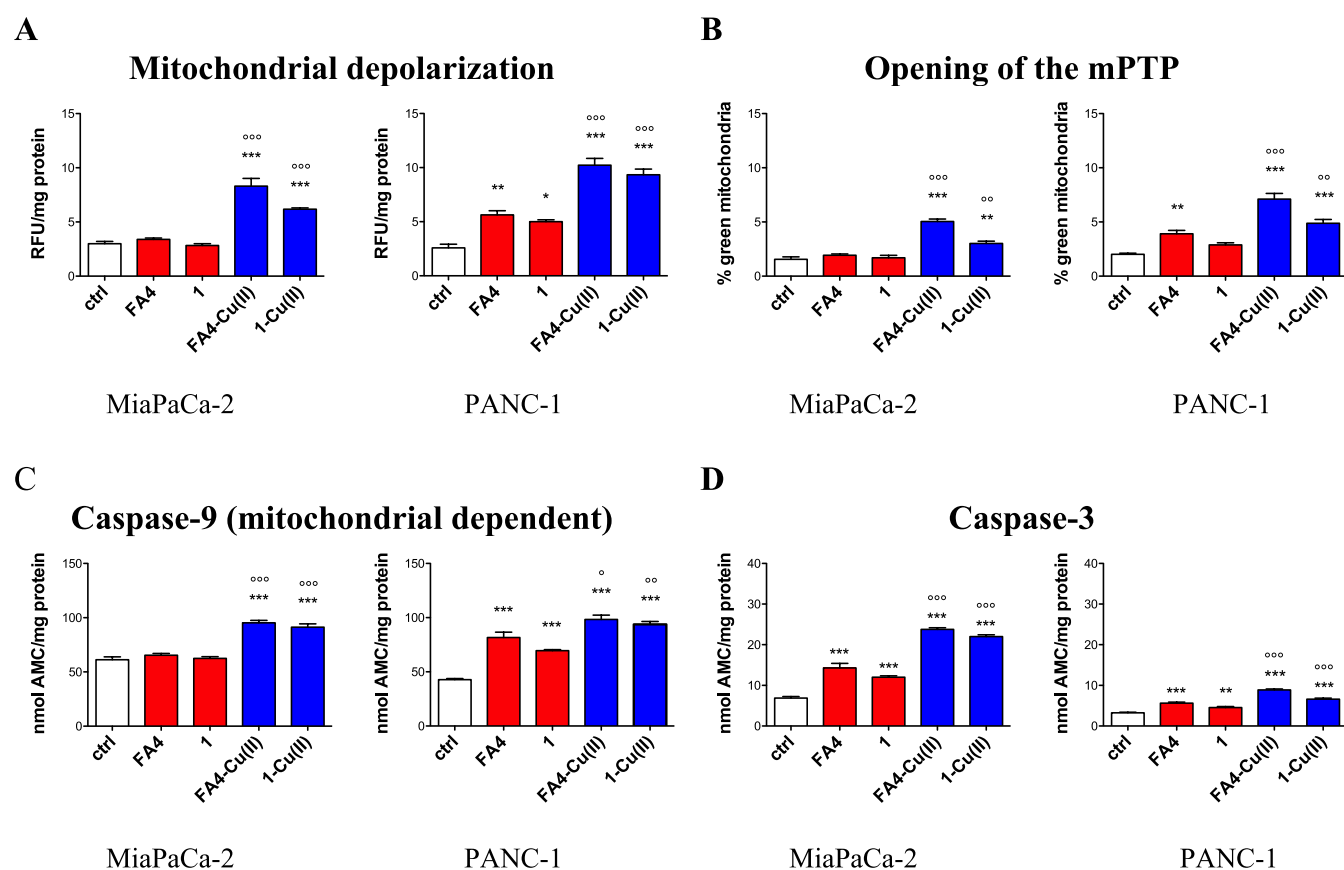 A
Mitochondrial depolarization
RFU/mg protein
15
10
5
0
°°° 
***
°°°
***
ctrl
FA4
1
FA4-Cu(II)
1-Cu(II)
MiaPaCa-2
RFU/mg protein
15
10
5
0
**
*
°°°
***
°°°
***
ctrl
FA4
1
FA4-Cu(II)
1-Cu(II)
PANC-1
B
Opening of the mPTP
% green mitochondria
15
10
5
0
°°°
***
°°
**
ctrl
FA4
1
FA4-Cu(II)
1-Cu(II)
MiaPaCa-2
% green mitochondria
15
10
5
0
**
°°°
***
°°
***
ctrl
FA4
1
FA4-Cu(II)
1-Cu(II)
PANC-1
C
Caspase-9 (mitochondrial dependent)
nmol AMC/mg protein
150
100
50
0
°°°
***
°°°
***
ctrl
FA4
1
FA4-Cu(II)
1-Cu(II)
MiaPaCa-2
nmol AMC/mg protein
150
100
50
0
***
***
°
***
°°
***
ctrl
FA4
1
FA4-Cu(II)
1-Cu(II)
PANC-1
D
Caspase-3
nmol AMC/mg protein
40
30
20
10
0
***
***
°°°
***
°°°
***
ctrl
FA4
1
FA4-Cu(II)
1-Cu(II)
MiaPaCa-2
nmol AMC/mg protein
40
30
20
10
0
***
**
°°°
***
°°°
***
ctrl
FA4
1
FA4-Cu(II)
1-Cu(II)
PANC-1